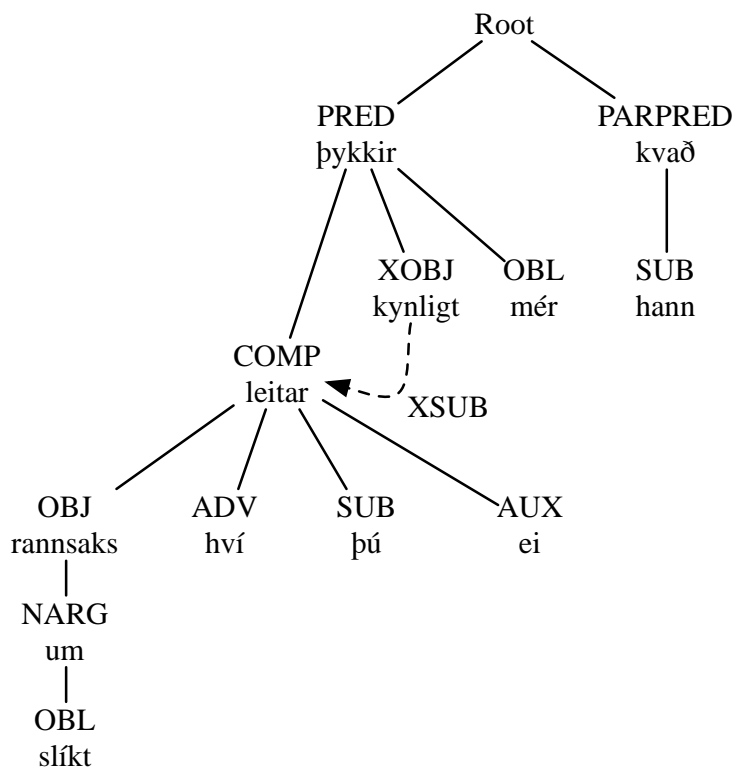 Root
PRED PARPRED
þykkir kvað
XOBJ OBL SUB
kynligt mér hann
COMP
leitar
XSUB
OBJ ADV SUB AUX
rannsaks hví þú ei
NARG
um
OBL
slíkt